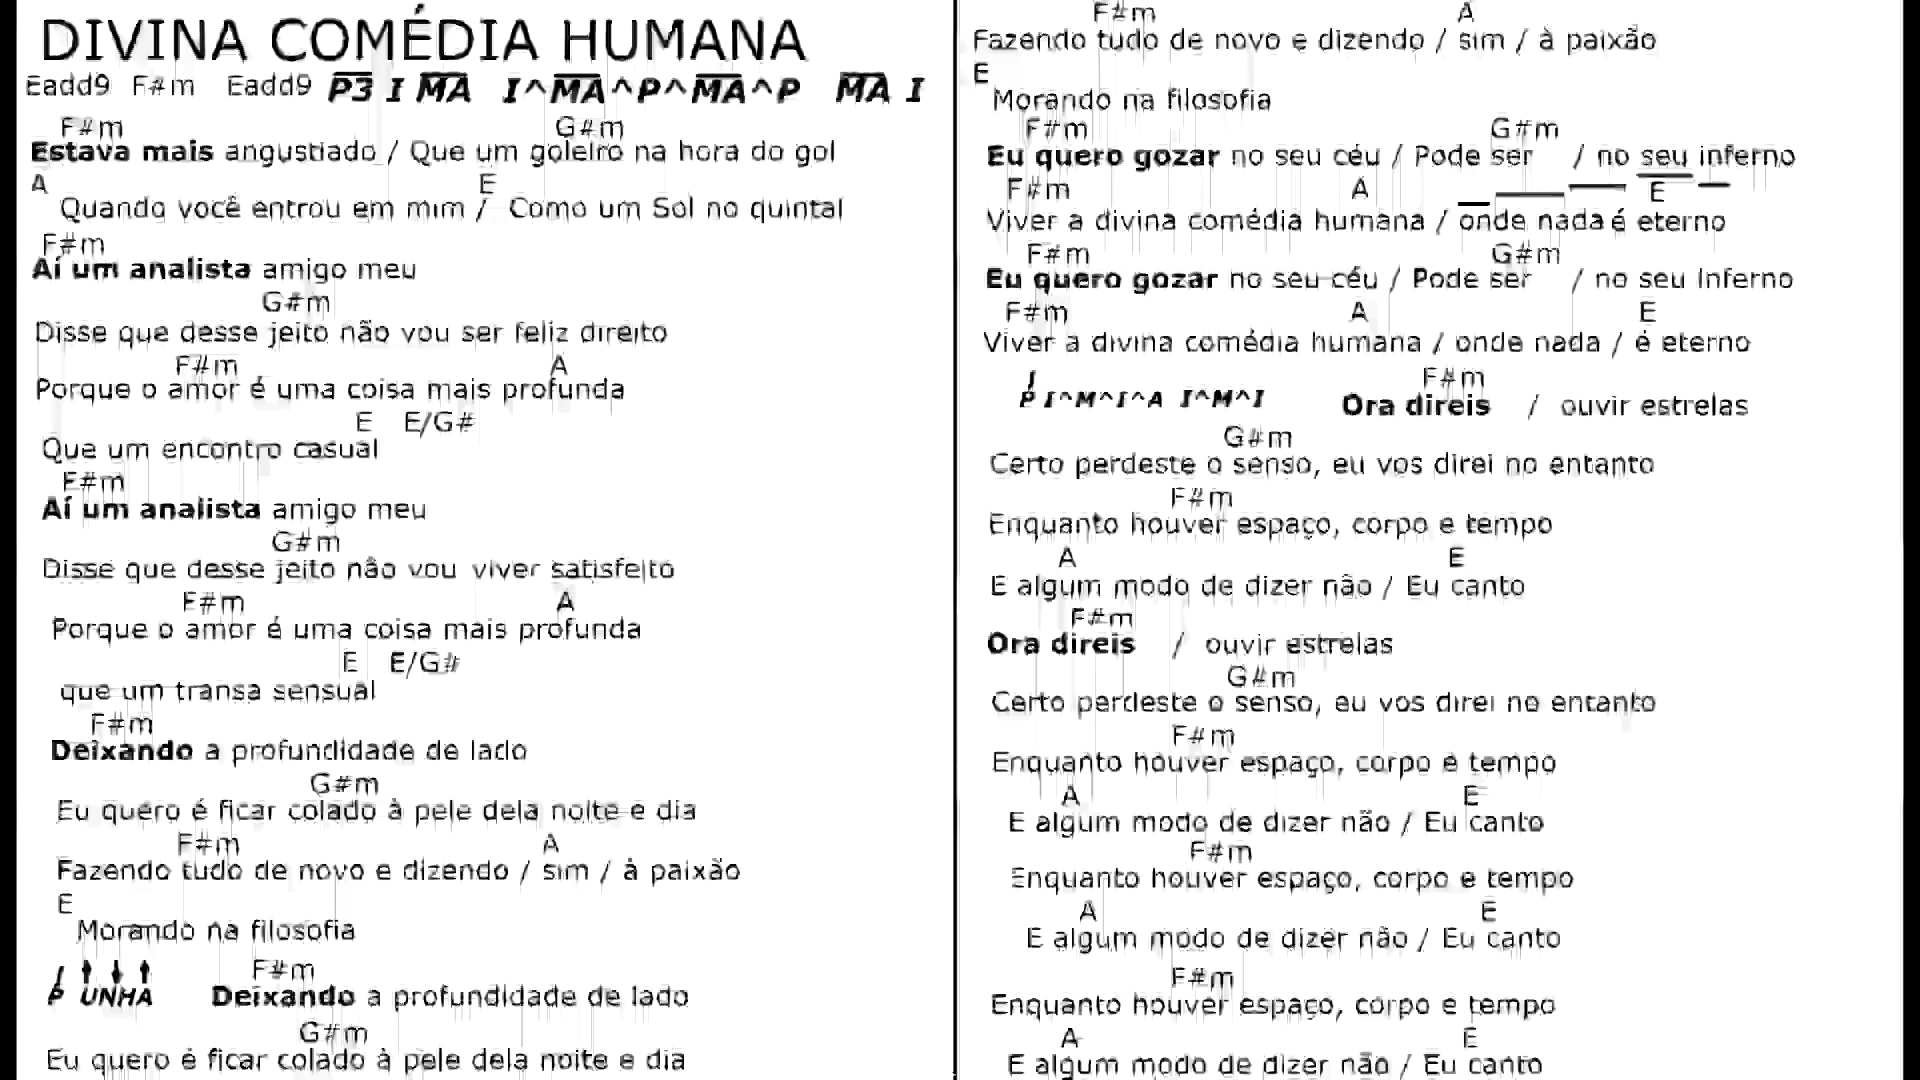 DIVINA COMÉDIA HUMANA
Eadd9 F#m Eadd9 P3 I MA I^MA^P^MA^P MA I
F#m G#m
Estava mais angustiado / Que um goleiro na hora do gol
A E
Quando você entrou em mim / Como um Sol no quintal
F#m
Aí um analista amigo meu
G#m
Disse que desse jeito não vou ser feliz direito
F#m A
Porque o amor é uma coisa mais profunda
E E/G#
Que um encontro casual
F#m
Aí um analista amigo meu
G#m
Disse que desse jeito não vou viver satisfeito
F#m A
Porque o amor é uma coisa mais profunda
E E/G#
que um transa sensual
F#m
Deixando a profundidade de lado
G#m
Eu quero é ficar colado à pele dela noite e dia
F#m A
Fazendo tudo de novo e dizendo / sim / à paixão
E
Morando na filosofia
I ↑ ↓ ↑ F#m
P UNHA Deixando a profundidade de lado
G#m
Eu quero é ficar colado à pele dela noite e dia
F#m A
Fazendo tudo de novo e dizendo / sim / à paixão
E
Morando na filosofia
F#m G#m
Eu quero gozar no seu céu / Pode ser / no seu inferno
F#m A E
Viver a divina comédia humana / onde nada é eterno
F#m G#m
Eu quero gozar no seu céu / Pode ser / no seu inferno
F#m A E
Viver a divina comédia humana / onde nada / é eterno
I F#m
P I^M^I^A I^M^I Ora direis / ouvir estrelas
G#m
Certo perdeste o senso, eu vos direi no entanto
F#m
Enquanto houver espaço, corpo e tempo
A E
E algum modo de dizer não / Eu canto
F#m
Ora direis / ouvir estrelas
G#m
Certo perdeste o senso, eu vos direi no entanto
F#m
Enquanto houver espaço, corpo e tempo
A E
E algum modo de dizer não / Eu canto
F#m
Enquanto houver espaço, corpo e tempo
A E
E algum modo de dizer não / Eu canto
F#m
Enquanto houver espaço, corpo e tempo
A E
E algum modo de dizer não / Eu canto